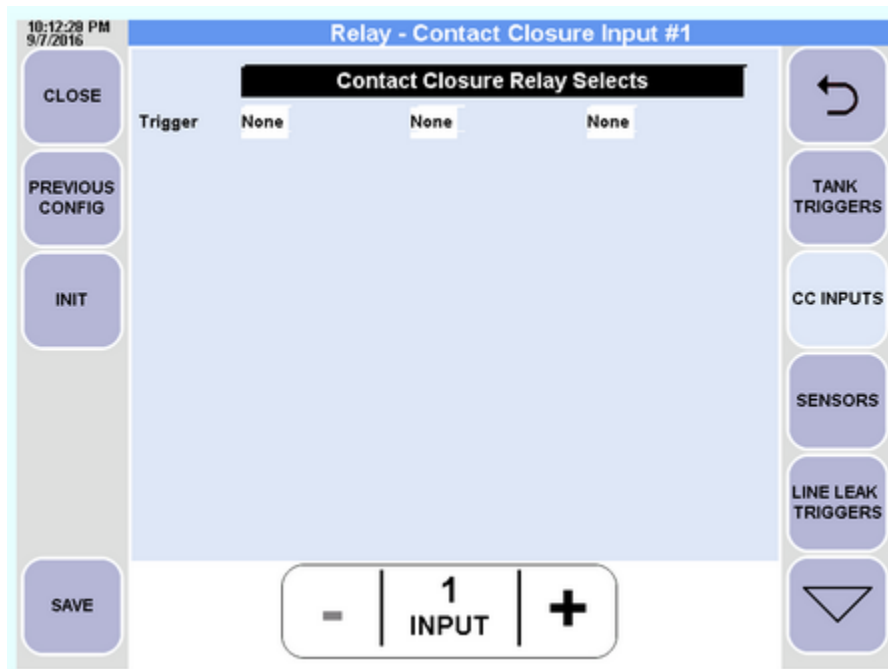 10:12:28 PM
9/7/2016
Relay - Contact Closure Input #1
CLOSE
Contact Closure Relay Selects
Trigger None None None
PREVIOUS
CONFIG
TANK
TRIGGERS
INIT
CC INPUTS
SENSORS
LINE LEAK
TRIGGERS
SAVE
- 1 +
INPUT